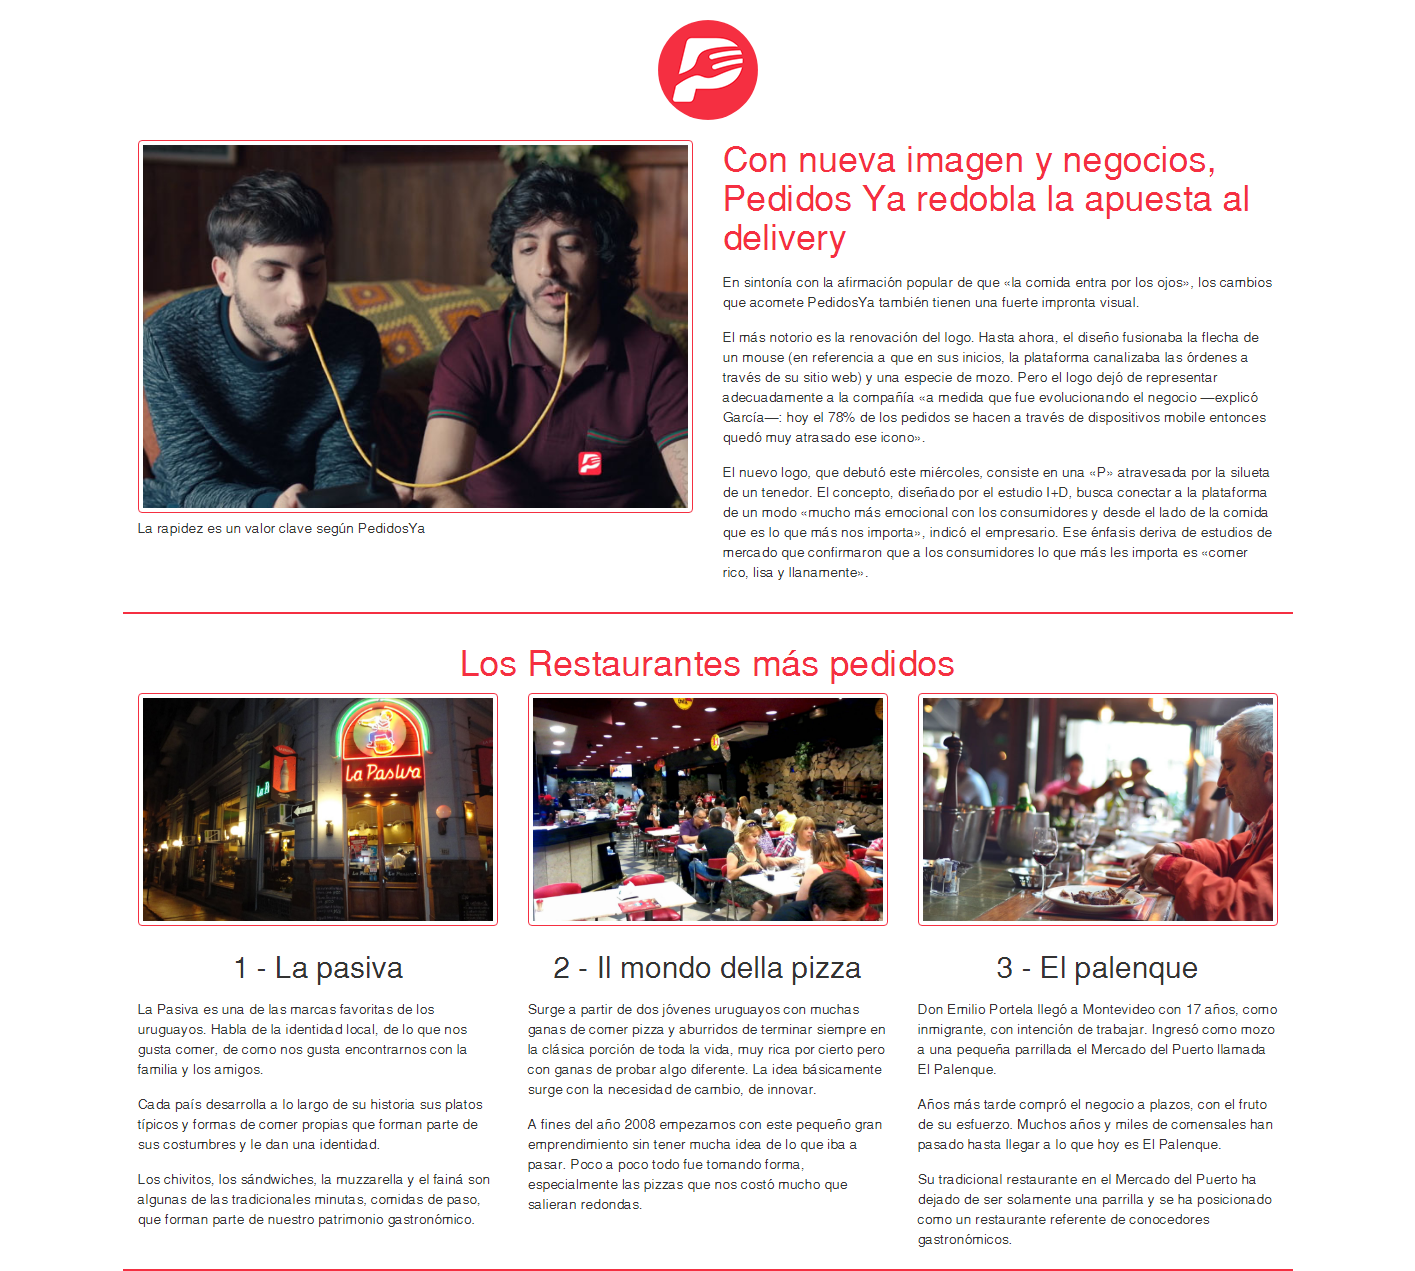 Con nueva imagen y negocios,
Pedidos Ya redobla la apuesta al
delivery
En sintonía con la afirmación popular de que «la comida entra por los ojos», los cambios
que acomete PedidosYa también tienen una fuerte impronta visual.
El más notorio es la renovación del logo. Hasta ahora, el diseño fusionaba la flecha de
un mouse (en referencia a que en sus inicios, la plataforma canalizaba las órdenes a
través de su sitio web) y una especie de mozo. Pero el logo dejó de representar
adecuadamente a la compañía «a medida que fue evolucionando el negocio —explicó
García—: hoy el 78% de los pedidos se hacen a través de dispositivos mobile entonces
quedó muy atrasado ese icono».
El nuevo logo, que debutó este miércoles, consiste en una «P» atravesada por la silueta
de un tenedor. El concepto, diseñado por el estudio I+D, busca conectar a la plataforma
de un modo «mucho más emocional con los consumidores y desde el lado de la comida
que es lo que más nos importa», indicó el empresario. Ese énfasis deriva de estudios de
mercado que confirmaron que a los consumidores lo que más les importa es «comer
rico, lisa y llanamente».
La rapidez es un valor clave según PedidosYa
Los Restaurantes más pedidos
La Pasiva
1 - La pasiva
La Pasiva es una de las marcas favoritas de los
uruguayos. Habla de la identidad local, de lo que nos
gusta comer, de como nos gusta encontrarnos con la
familia y los amigos.
Cada país desarrolla a lo largo de su historia sus platos
típicos y formas de comer propias que forman parte de
sus costumbres y le dan una identidad.
Los chivitos, los sándwiches, la muzzarella y el fainá son
algunas de las tradicionales minutas, comidas de paso,
que forman parte de nuestro patrimonio gastronómico.
2 - Il mondo della pizza
Surge a partir de dos jóvenes uruguayos con muchas
ganas de comer pizza y aburridos de terminar siempre en
la clásica porción de toda la vida, muy rica por cierto pero
con ganas de probar algo diferente. La idea básicamente
surge con la necesidad de cambio, de innovar.
A fines del año 2008 empezamos con este pequeño gran
emprendimiento sin tener mucha idea de lo que iba a
pasar. Poco a poco todo fue tomando forma,
especialmente las pizzas que nos costó mucho que
salieran redondas.
3 - El palenque
Don Emilio Portela llegó a Montevideo con 17 años, como
inmigrante, con intención de trabajar. Ingresó como mozo
a una pequeña parrillada el Mercado del Puerto llamada
El Palenque.
Años más tarde compró el negocio a plazos, con el fruto
de su esfuerzo. Muchos años y miles de comensales han
pasado hasta llegar a lo que hoy es El Palenque.
Su tradicional restaurante en el Mercado del Puerto ha
dejado de ser solamente una parrilla y se ha posicionado
como un restaurante referente de conocedores
gastronómicos.